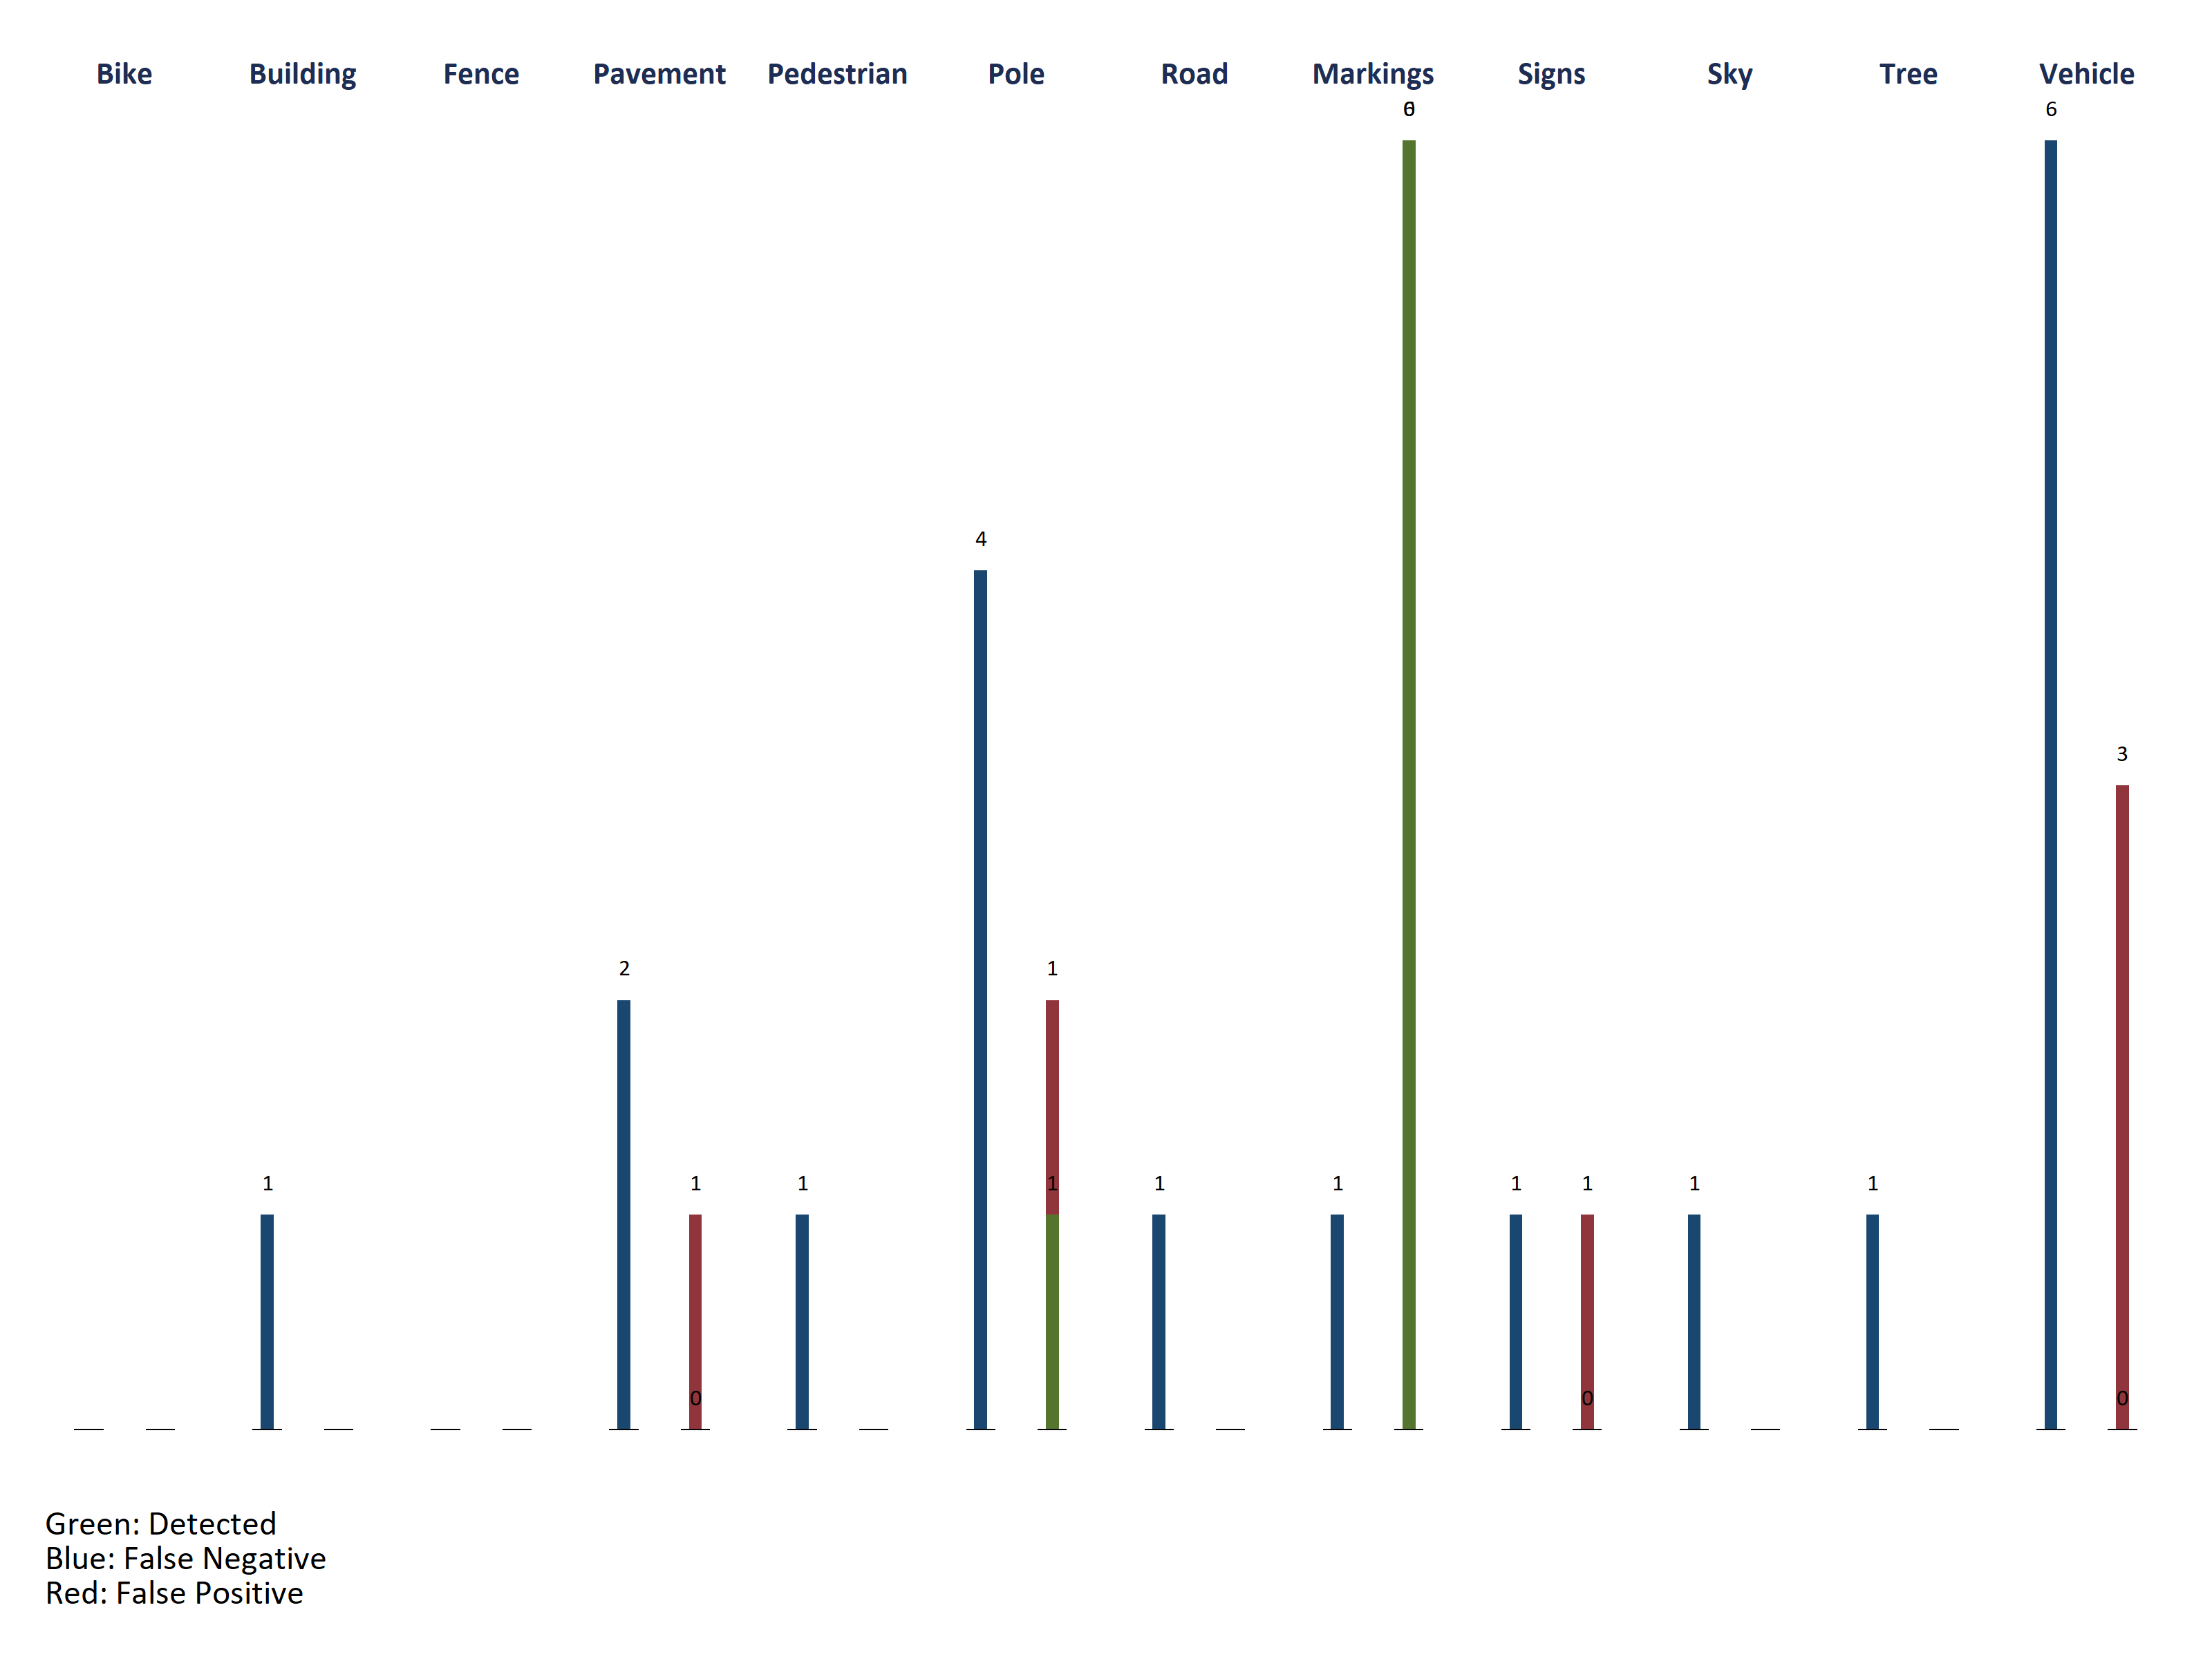 Bike Building Fence Pavement Pedestrian Pole Road Markings Signs Sky Tree Vehicle
6
4
3
2 1
1 1 1 1 1 1 1 1 1 1
0 0 0
Green: Detected
Blue: False Negative
Red: False Positive